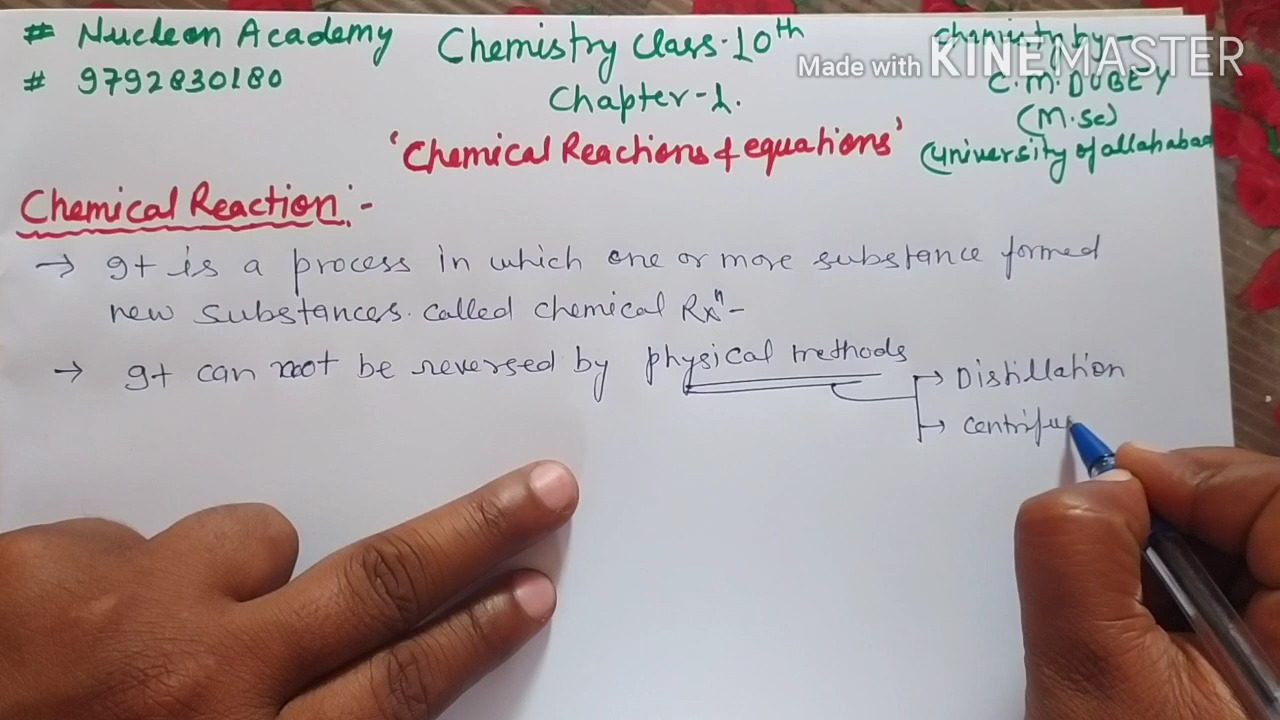 # Nucleon Academy
# 9792830180
Chemistry Class-10th
Chapter-1.
Chemistry by -
C.M. DUBEY
(M.Sc)
(University of allahabad
Made with KINEMASTER
'Chemical Reactions & equations'
Chemical Reaction :-
→ It is a process in which one or more substance formed
new substances. called chemical Rxn -
→ It can not be reversed by physical methods
→ Distillation
→ Centrifu